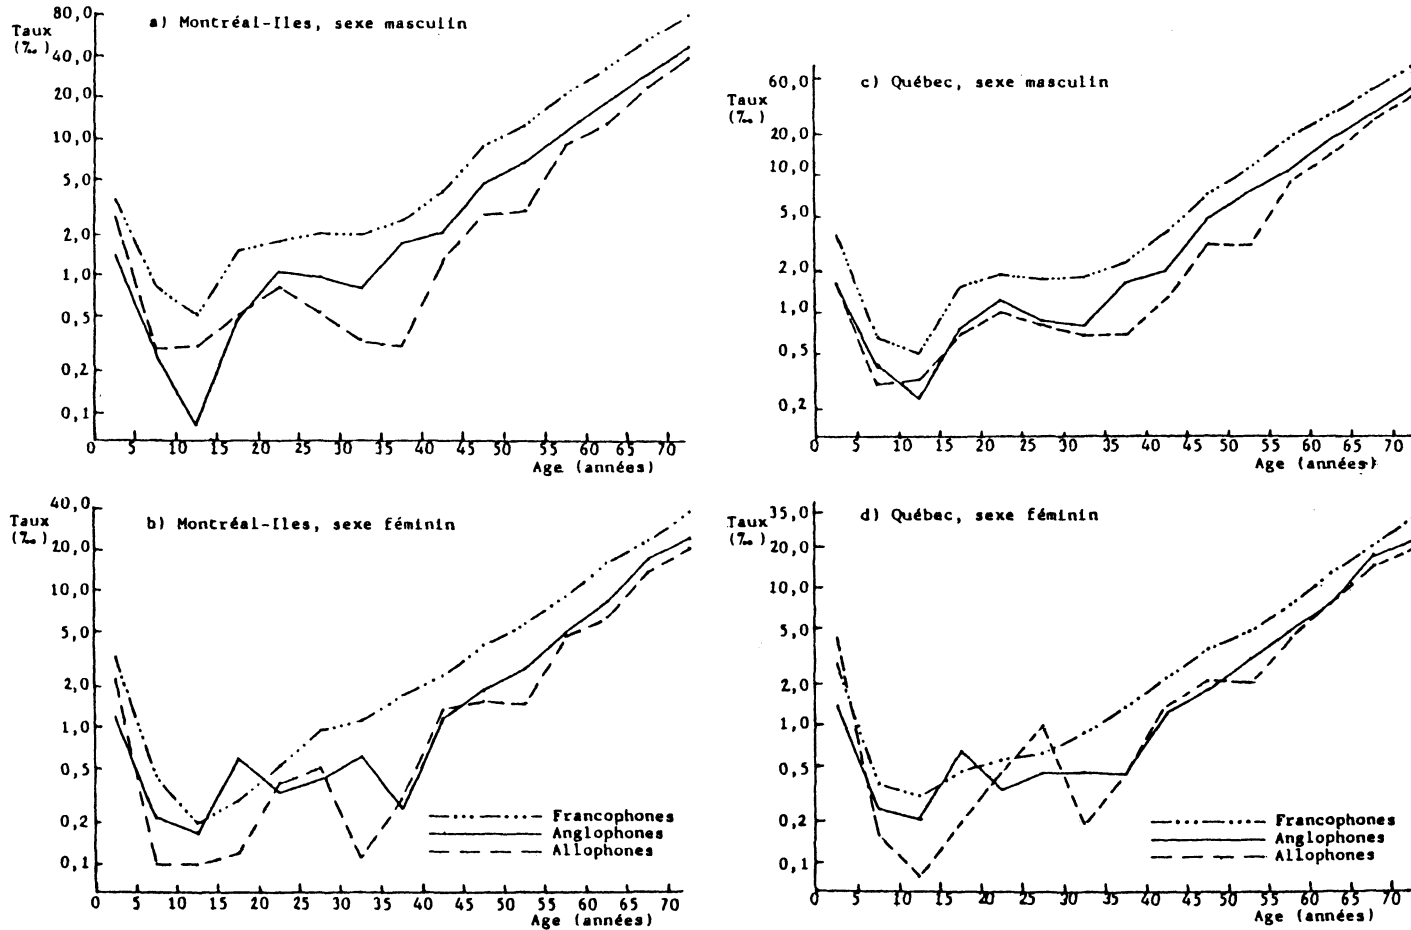 a) Montréal-Iles, sexe masculin
Taux
(‰)
80,0
40,0
20,0
10,0
5,0
2,0
1,0
0,5
0,2
0,1
0 5 10 15 20 25 30 35 40 45 50 55 60 65 70
Age (années)
c) Québec, sexe masculin
Taux
(‰)
60,0
20,0
10,0
5,0
2,0
1,0
0,5
0,2
0 5 10 15 20 25 30 35 40 45 50 55 60 65 70
Age (années)
b) Montréal-Iles, sexe féminin
Taux
(‰)
40,0
20,0
10,0
5,0
2,0
1,0
0,5
0,2
0,1
Francophones
Anglophones
Allophones
0 5 10 15 20 25 30 35 40 45 50 55 60 65 70
Age (années)
d) Québec, sexe féminin
Taux
(‰)
35,0
20,0
10,0
5,0
2,0
1,0
0,5
0,2
0,1
Francophones
Anglophones
Allophones
0 5 10 15 20 25 30 35 40 45 50 55 60 65 70
Age (années)